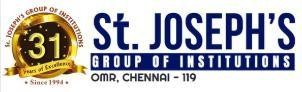 St. JOSEPH'S GROUP OF INSTITUTIONS
31
Years of Excellence
• Since 1994 •
St. JOSEPH'S
GROUP OF INSTITUTIONS
OMR, CHENNAI - 119